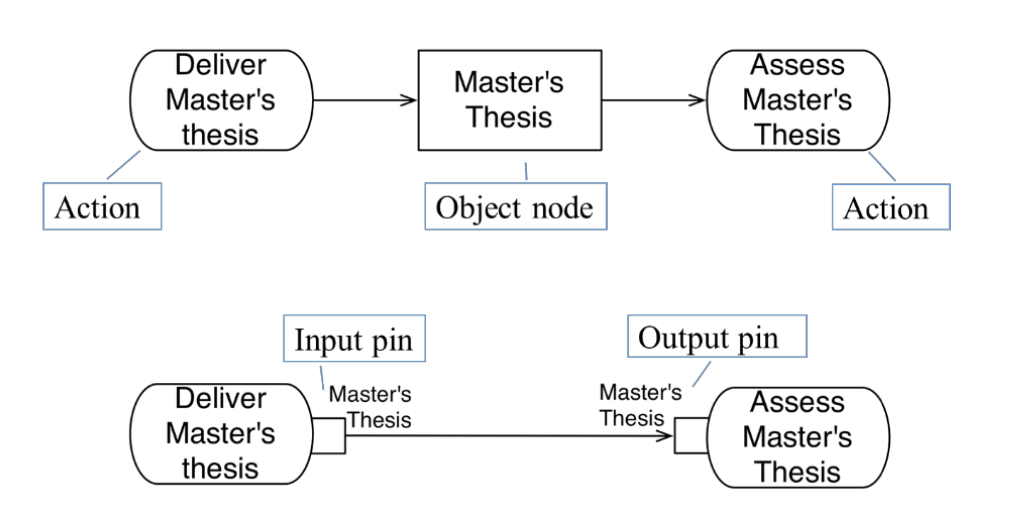 Deliver
Master's
thesis
Master's
Thesis
Assess
Master's
Thesis
Action
Object node
Action
Input pin
Output pin
Master's
Thesis
Master's
Thesis
Deliver
Master's
thesis
Assess
Master's
Thesis